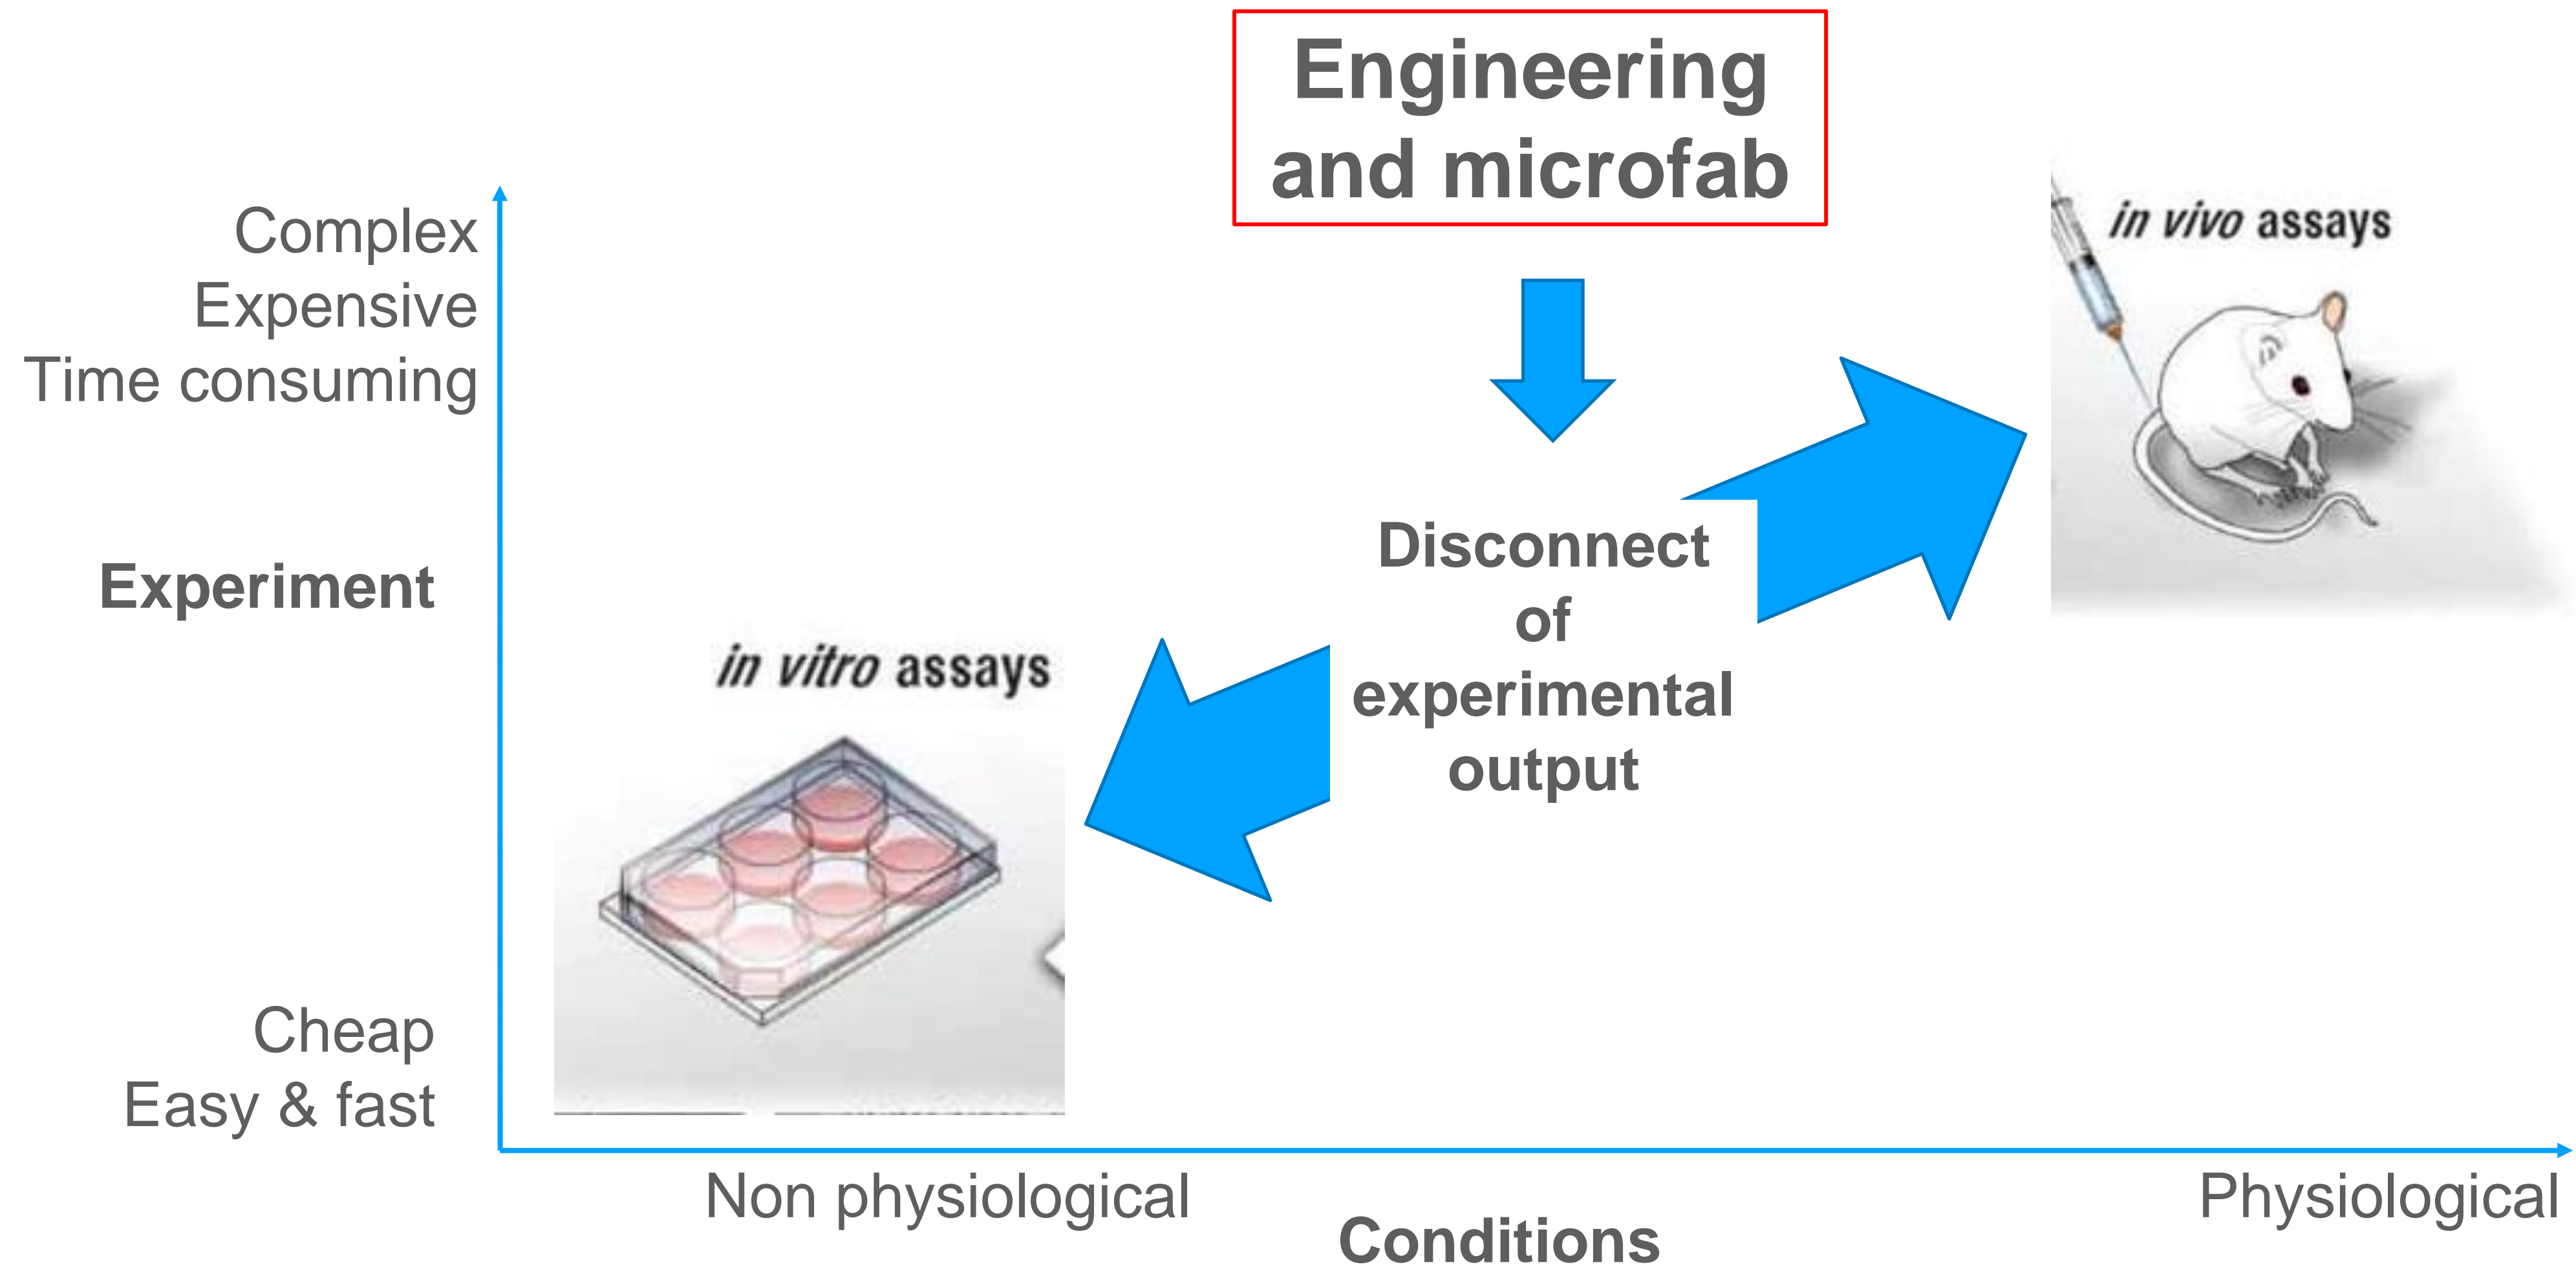 Engineering
and microfab
Complex
Expensive
Time consuming
in vivo assays
Experiment
Disconnect
of
experimental
output
in vitro assays
Cheap
Easy & fast
Non physiological
Physiological
Conditions